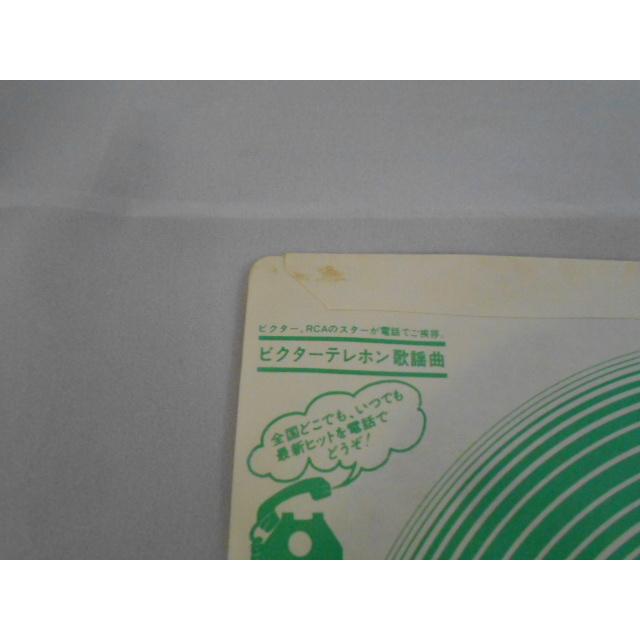 ビクター、RCAのスターが電話でご挨拶。
ビクターテレホン歌謡曲
全国どこでも、いつでも
最新ヒットを電話で
どうぞ!